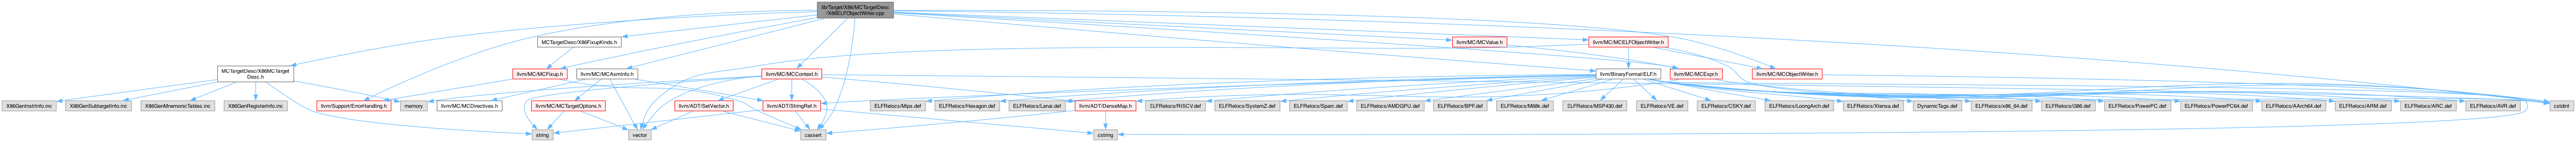 lib/Target/X86/MCTargetDesc
/X86ELFObjectWriter.cpp
MCTargetDesc/X86FixupKinds.h
llvm/MC/MCValue.h
llvm/MC/MCELFObjectWriter.h
MCTargetDesc/X86MCTarget
Desc.h
llvm/MC/MCFixup.h
llvm/MC/MCAsmInfo.h
llvm/MC/MCContext.h
llvm/BinaryFormat/ELF.h
llvm/MC/MCExpr.h
llvm/MC/MCObjectWriter.h
X86GenInstrInfo.inc
X86GenSubtargetInfo.inc
X86GenMnemonicTables.inc
X86GenRegisterInfo.inc
llvm/Support/ErrorHandling.h
memory
llvm/MC/MCDirectives.h
llvm/MC/MCTargetOptions.h
llvm/ADT/SetVector.h
llvm/ADT/StringRef.h
ELFRelocs/Mips.def
ELFRelocs/Hexagon.def
ELFRelocs/Lanai.def
llvm/ADT/DenseMap.h
ELFRelocs/RISCV.def
ELFRelocs/SystemZ.def
ELFRelocs/Sparc.def
ELFRelocs/AMDGPU.def
ELFRelocs/BPF.def
ELFRelocs/M68k.def
ELFRelocs/MSP430.def
ELFRelocs/VE.def
ELFRelocs/CSKY.def
ELFRelocs/LoongArch.def
ELFRelocs/Xtensa.def
DynamicTags.def
ELFRelocs/x86_64.def
ELFRelocs/i386.def
ELFRelocs/PowerPC.def
ELFRelocs/PowerPC64.def
ELFRelocs/AArch64.def
ELFRelocs/ARM.def
ELFRelocs/ARC.def
ELFRelocs/AVR.def
cstdint
string
vector
cassert
cstring